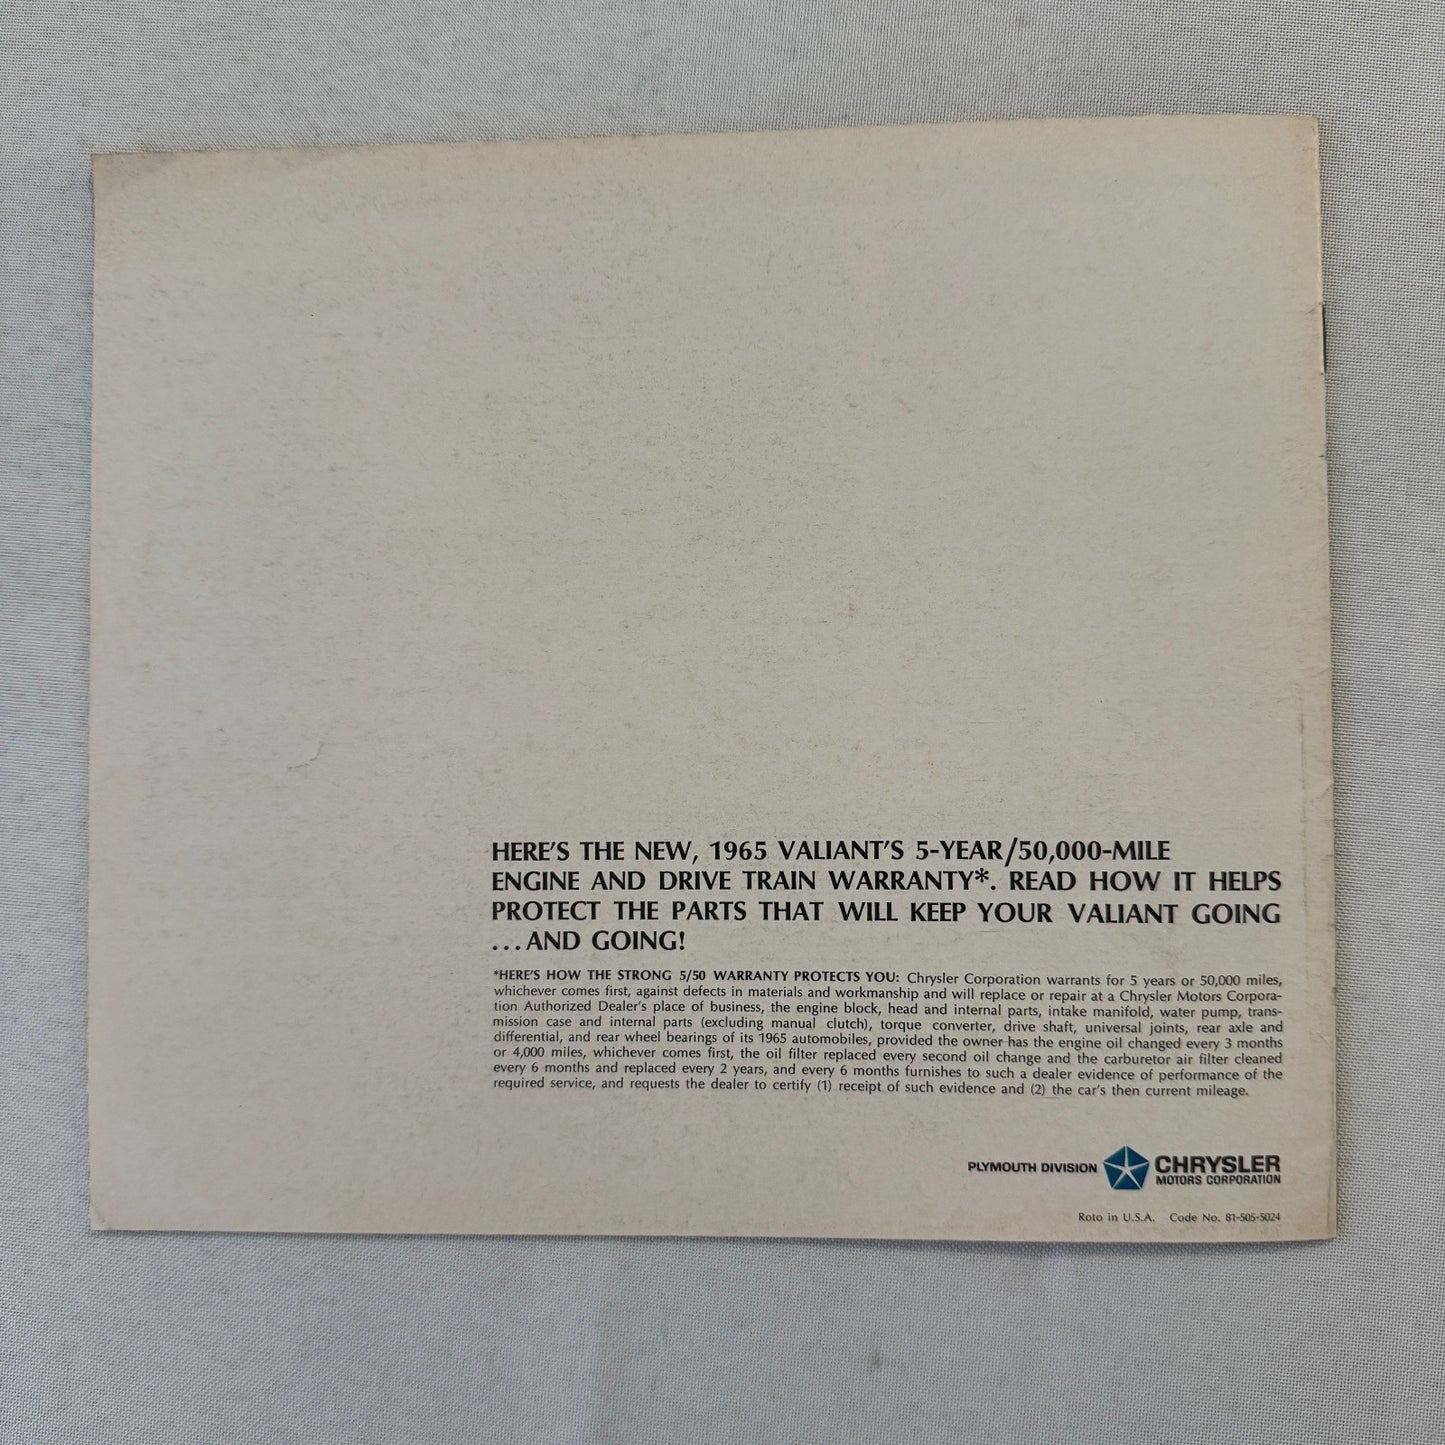 HERE'S THE NEW, 1965 VALIANT'S 5-YEAR/50,000-MILE
ENGINE AND DRIVE TRAIN WARRANTY*. READ HOW IT HELPS
PROTECT THE PARTS THAT WILL KEEP YOUR VALIANT GOING
...AND GOING!
*HERE'S HOW THE STRONG 5/50 WARRANTY PROTECTS YOU: Chrysler Corporation warrants for 5 years or 50,000 miles,
whichever comes first, against defects in materials and workmanship and will replace or repair at a Chrysler Motors Corpora-
tion Authorized Dealer's place of business, the engine block, head and internal parts, intake manifold, water pump, trans-
mission case and internal parts (excluding manual clutch), torque converter, drive shaft, universal joints, rear axle and
differential, and rear wheel bearings of its 1965 automobiles, provided the owner has the engine oil changed every 3 months
or 4,000 miles, whichever comes first, the oil filter replaced every second oil change and the carburetor air filter cleaned
every 6 months and replaced every 2 years, and every 6 months furnishes to such a dealer evidence of performance of the
required service, and requests the dealer to certify (1) receipt of such evidence and (2) the car's then current mileage.
PLYMOUTH DIVISION CHRYSLER
MOTORS CORPORATION
Roto in U.S.A. Code No. 81-505-5024